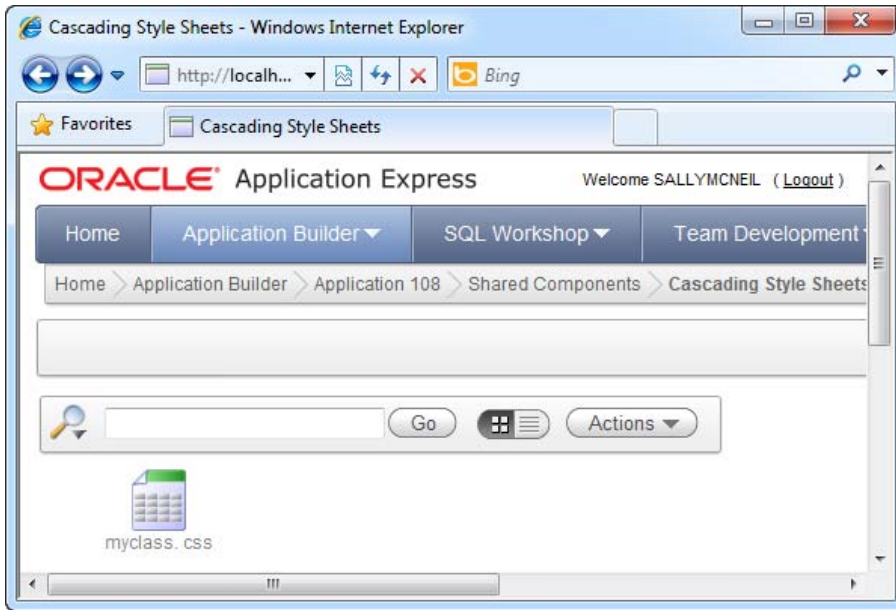 Cascading Style Sheets - Windows Internet Explorer
http://localh...
Bing
Favorites
Cascading Style Sheets
ORACLE Application Express
Welcome SALLYMCNEIL ( Logout )
Home
Application Builder
SQL Workshop
Team Development
Home
Application Builder
Application 108
Shared Components
Cascading Style Sheets
Go
Actions
myclass. css